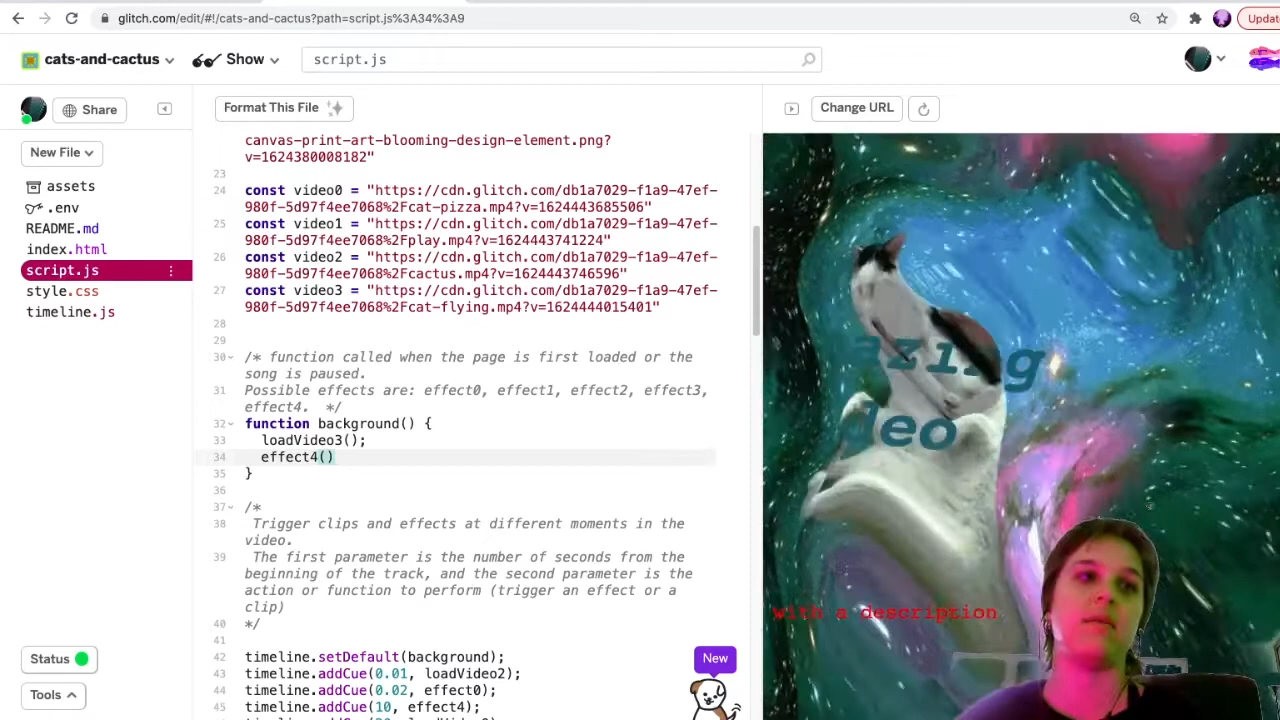 glitch.com/edit/#!/cats-and-cactus?path=script.js%3A34%3A9
Update
cats-and-cactus
Show
script.js
Share
Format This File
Change URL
New File
assets
.env
README.md
index.html
script.js
style.css
timeline.js
canvas-print-art-blooming-design-element.png?
v=1624380008182"
23
24 const video0 = "https://cdn.glitch.com/db1a7029-f1a9-47ef-
980f-5d97f4ee7068%2Fcat-pizza.mp4?v=1624443685506"
25 const video1 = "https://cdn.glitch.com/db1a7029-f1a9-47ef-
980f-5d97f4ee7068%2Fplay.mp4?v=1624443741224"
26 const video2 = "https://cdn.glitch.com/db1a7029-f1a9-47ef-
980f-5d97f4ee7068%2Fcactus.mp4?v=1624443746596"
27 const video3 = "https://cdn.glitch.com/db1a7029-f1a9-47ef-
980f-5d97f4ee7068%2Fcat-flying.mp4?v=1624444015401"
28
29
30 /* function called when the page is first loaded or the
song is paused.
31 Possible effects are: effect0, effect1, effect2, effect3,
effect4.  */
32 function background() {
33 loadVideo3();
34 effect4()
35 }
36
37 /*
38 Trigger clips and effects at different moments in the
video.
39 The first parameter is the number of seconds from the
beginning of the track, and the second parameter is the
action or function to perform (trigger an effect or a
clip)
40 */
41
42 timeline.setDefault(background);
43 timeline.addCue(0.01, loadVideo2);
44 timeline.addCue(0.02, effect0);
45 timeline.addCue(10, effect4);
azing
deo
with a description
Status
Tools
New